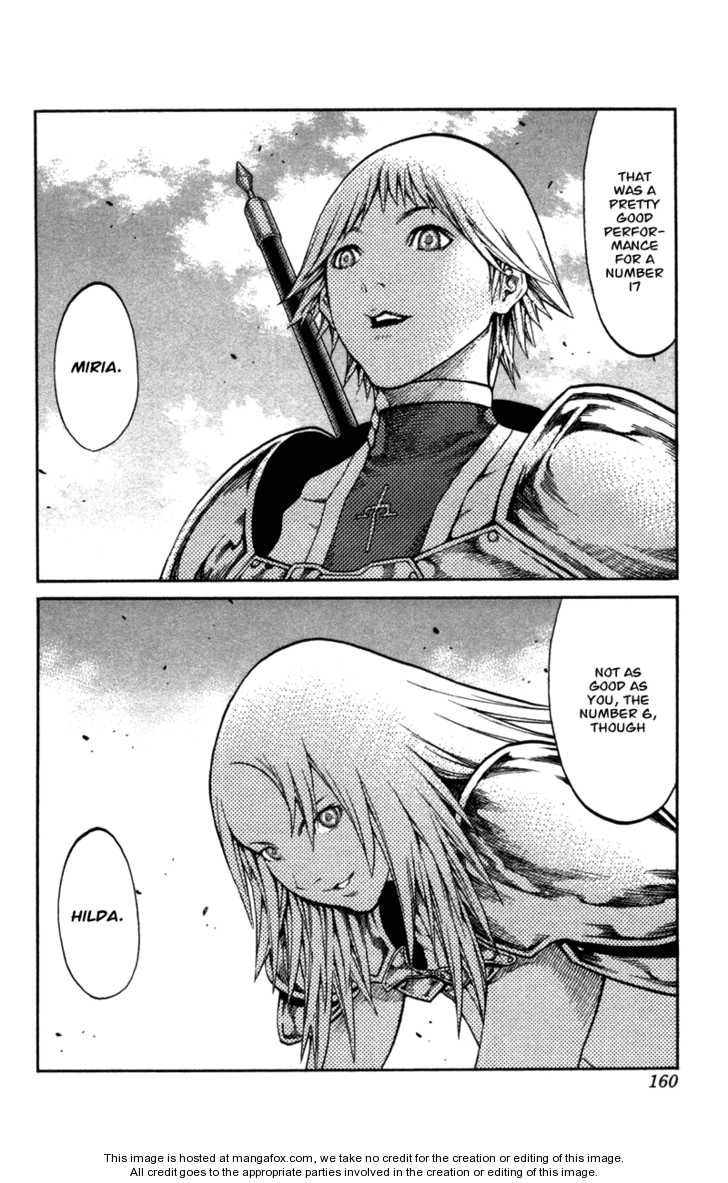 THAT
WAS A
PRETTY
GOOD
PERFOR-
MANCE
FOR A
NUMBER
17
MIRIA.
NOT AS
GOOD AS
YOU, THE
NUMBER 6,
THOUGH
HILDA.
160
This image is hosted at mangafox.com, we take no credit for the creation or editing of this image.
All credit goes to the appropriate parties involved in the creation or editing of this image.